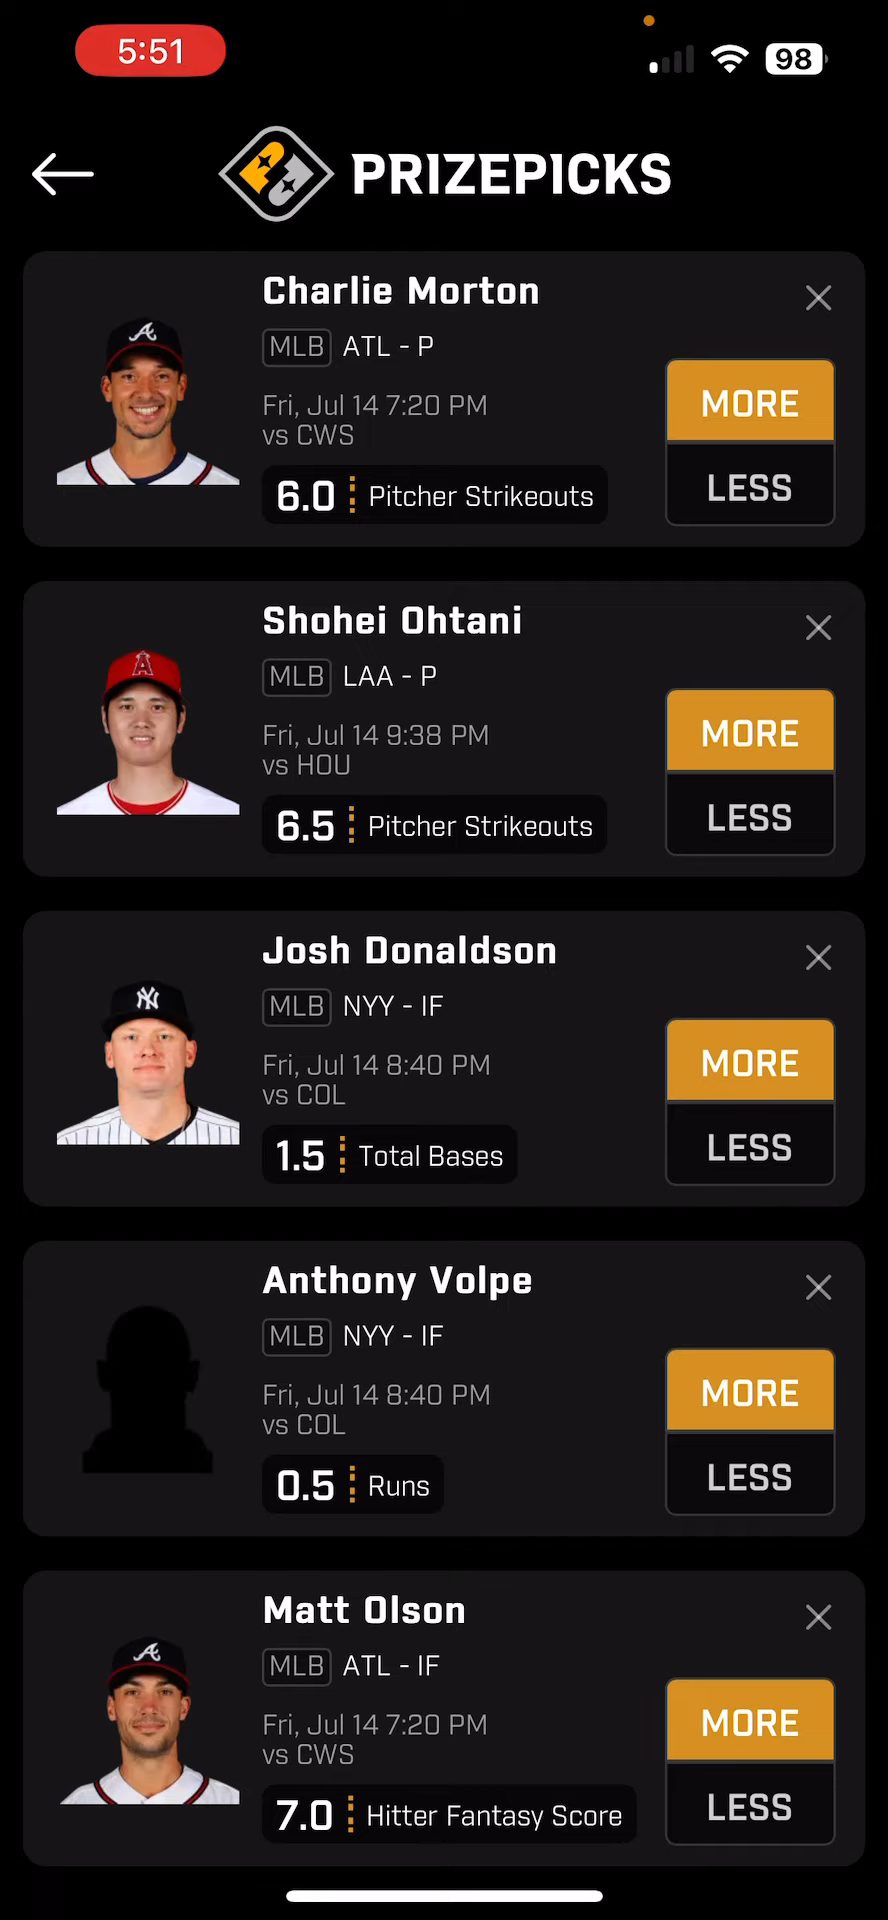 5:51
98
PRIZEPICKS
Charlie Morton
MLB ATL - P
Fri, Jul 14 7:20 PM
vs CWS
6.0 Pitcher Strikeouts
MORE
LESS
Shohei Ohtani
MLB LAA - P
Fri, Jul 14 9:38 PM
vs HOU
6.5 Pitcher Strikeouts
MORE
LESS
Josh Donaldson
MLB NYY - IF
Fri, Jul 14 8:40 PM
vs COL
1.5 Total Bases
MORE
LESS
Anthony Volpe
MLB NYY - IF
Fri, Jul 14 8:40 PM
vs COL
0.5 Runs
MORE
LESS
Matt Olson
MLB ATL - IF
Fri, Jul 14 7:20 PM
vs CWS
7.0 Hitter Fantasy Score
MORE
LESS